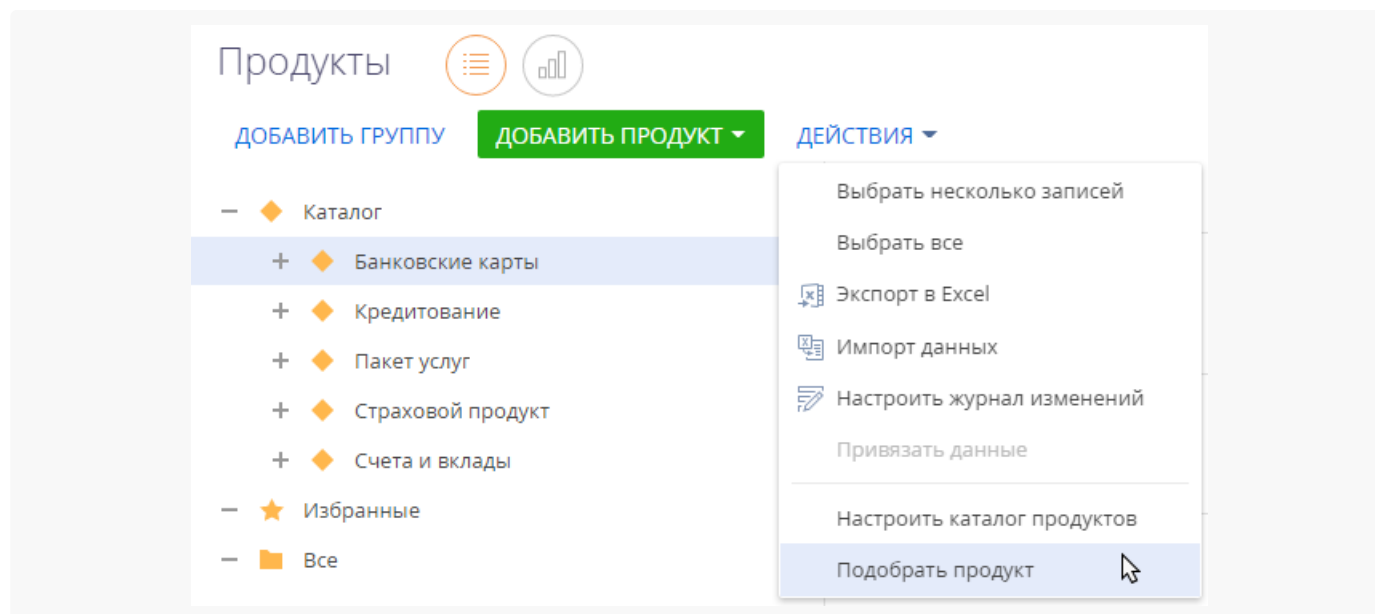 Продукты
ДОБАВИТЬ ГРУППУ
ДОБАВИТЬ ПРОДУКТ
ДЕЙСТВИЯ
Каталог
Банковские карты
Кредитование
Пакет услуг
Страховой продукт
Счета и вклады
Избранные
Все
Выбрать несколько записей
Выбрать все
Экспорт в Excel
Импорт данных
Настроить журнал изменений
Привязать данные
Настроить каталог продуктов
Подобрать продукт